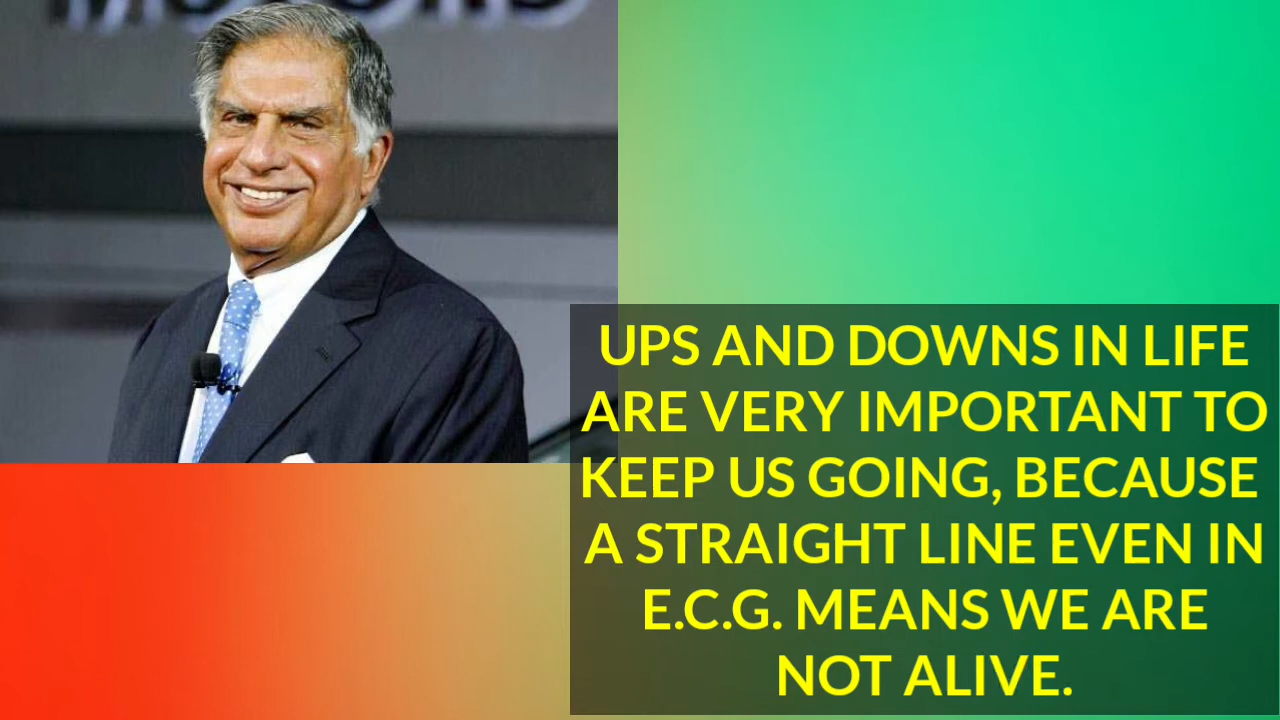 UPS AND DOWNS IN LIFE
ARE VERY IMPORTANT TO
KEEP US GOING, BECAUSE
A STRAIGHT LINE EVEN IN
E.C.G. MEANS WE ARE
NOT ALIVE.